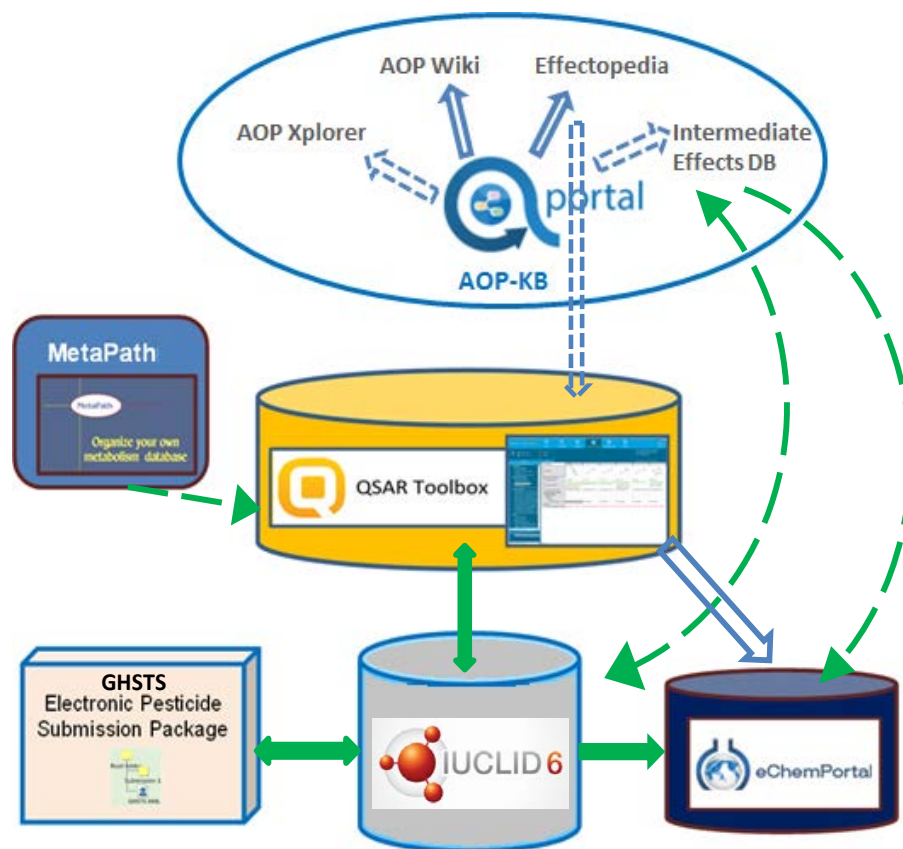 AOP Wiki
Effectopedia
AOP Xplorer
Intermediate
Effects DB
portal
AOP-KB
MetaPath
MetaPath
Organize your own
metabolism database
QSAR Toolbox
GHSTS
Electronic Pesticide
Submission Package
IUCLID 6
eChemPortal